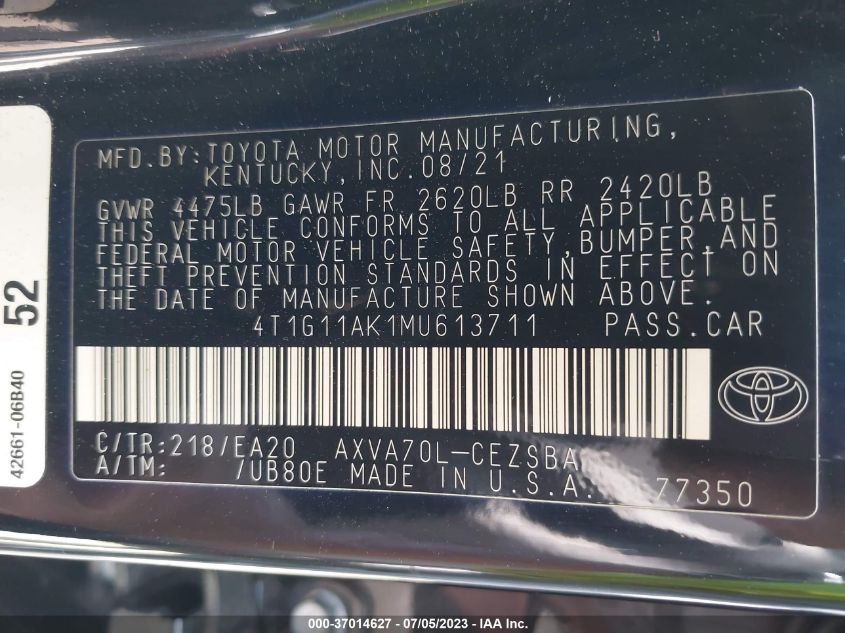 MFD.BY:TOYOTA MOTOR MANUFACTURING,
KENTUCKY,INC.08/21
GVWR 4475LB GAWR FR 2620LB RR 2420LB
THIS VEHICLE CONFORMS TO ALL APPLICABLE
FEDERAL MOTOR VEHICLE SAFETY,BUMPER,AND
THEFT PREVENTION STANDARDS IN EFFECT ON
THE DATE OF MANUFACTURE SHOWN ABOVE.
4T1G11AK1MU613711 PASS.CAR
C/TR:218/EA20 AXVA70L-CEZSBA
A/TM: /UB80E MADE IN U.S.A. 77350
52
42661-06B40
000-37014627 - 07/05/2023 - © IAA Inc.